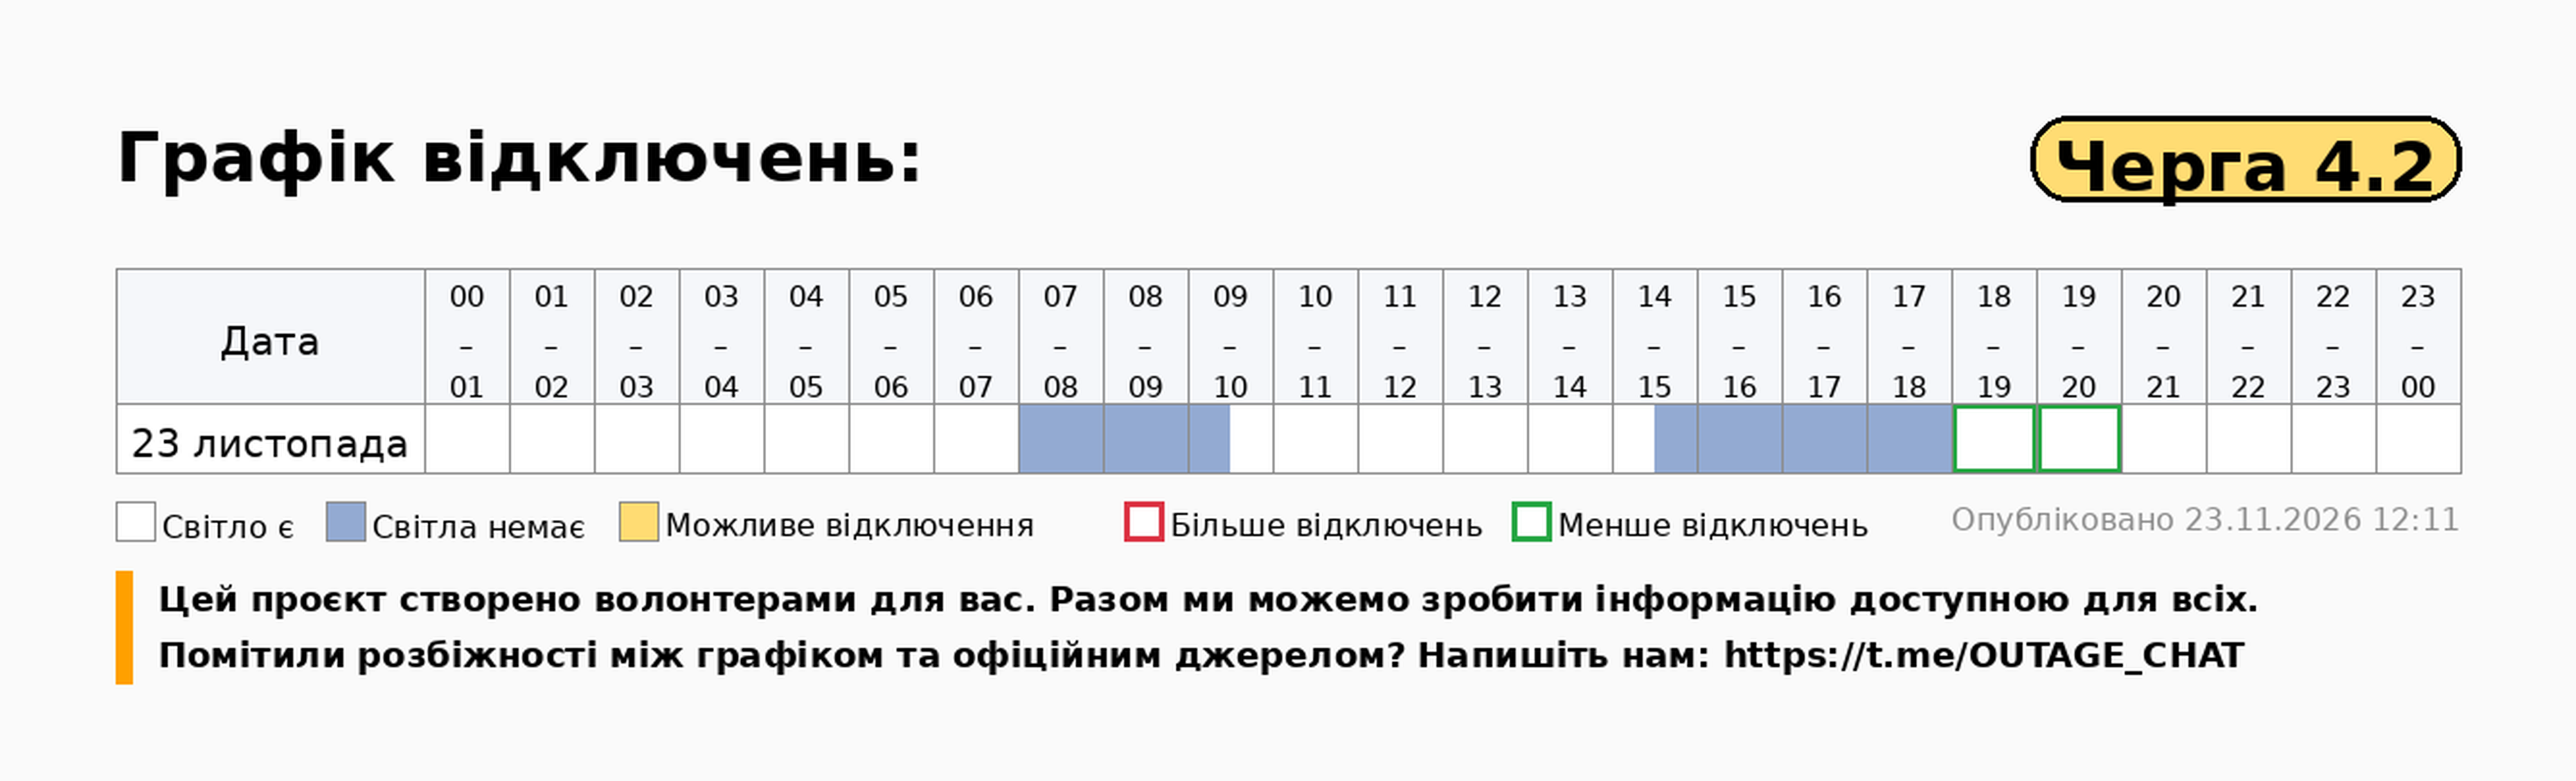 Графік відключень:
Черга 4.2
Дата
00 – 01
01 – 02
02 – 03
03 – 04
04 – 05
05 – 06
06 – 07
07 – 08
08 – 09
09 – 10
10 – 11
11 – 12
12 – 13
13 – 14
14 – 15
15 – 16
16 – 17
17 – 18
18 – 19
19 – 20
20 – 21
21 – 22
22 – 23
23 – 00
23 листопада
Світло є
Світла немає
Можливе відключення
Більше відключень
Менше відключень
Опубліковано 23.11.2026 12:11
Цей проєкт створено волонтерами для вас. Разом ми можемо зробити інформацію доступною для всіх.
Помітили розбіжності між графіком та офіційним джерелом? Напишіть нам: https://t.me/OUTAGE_CHAT